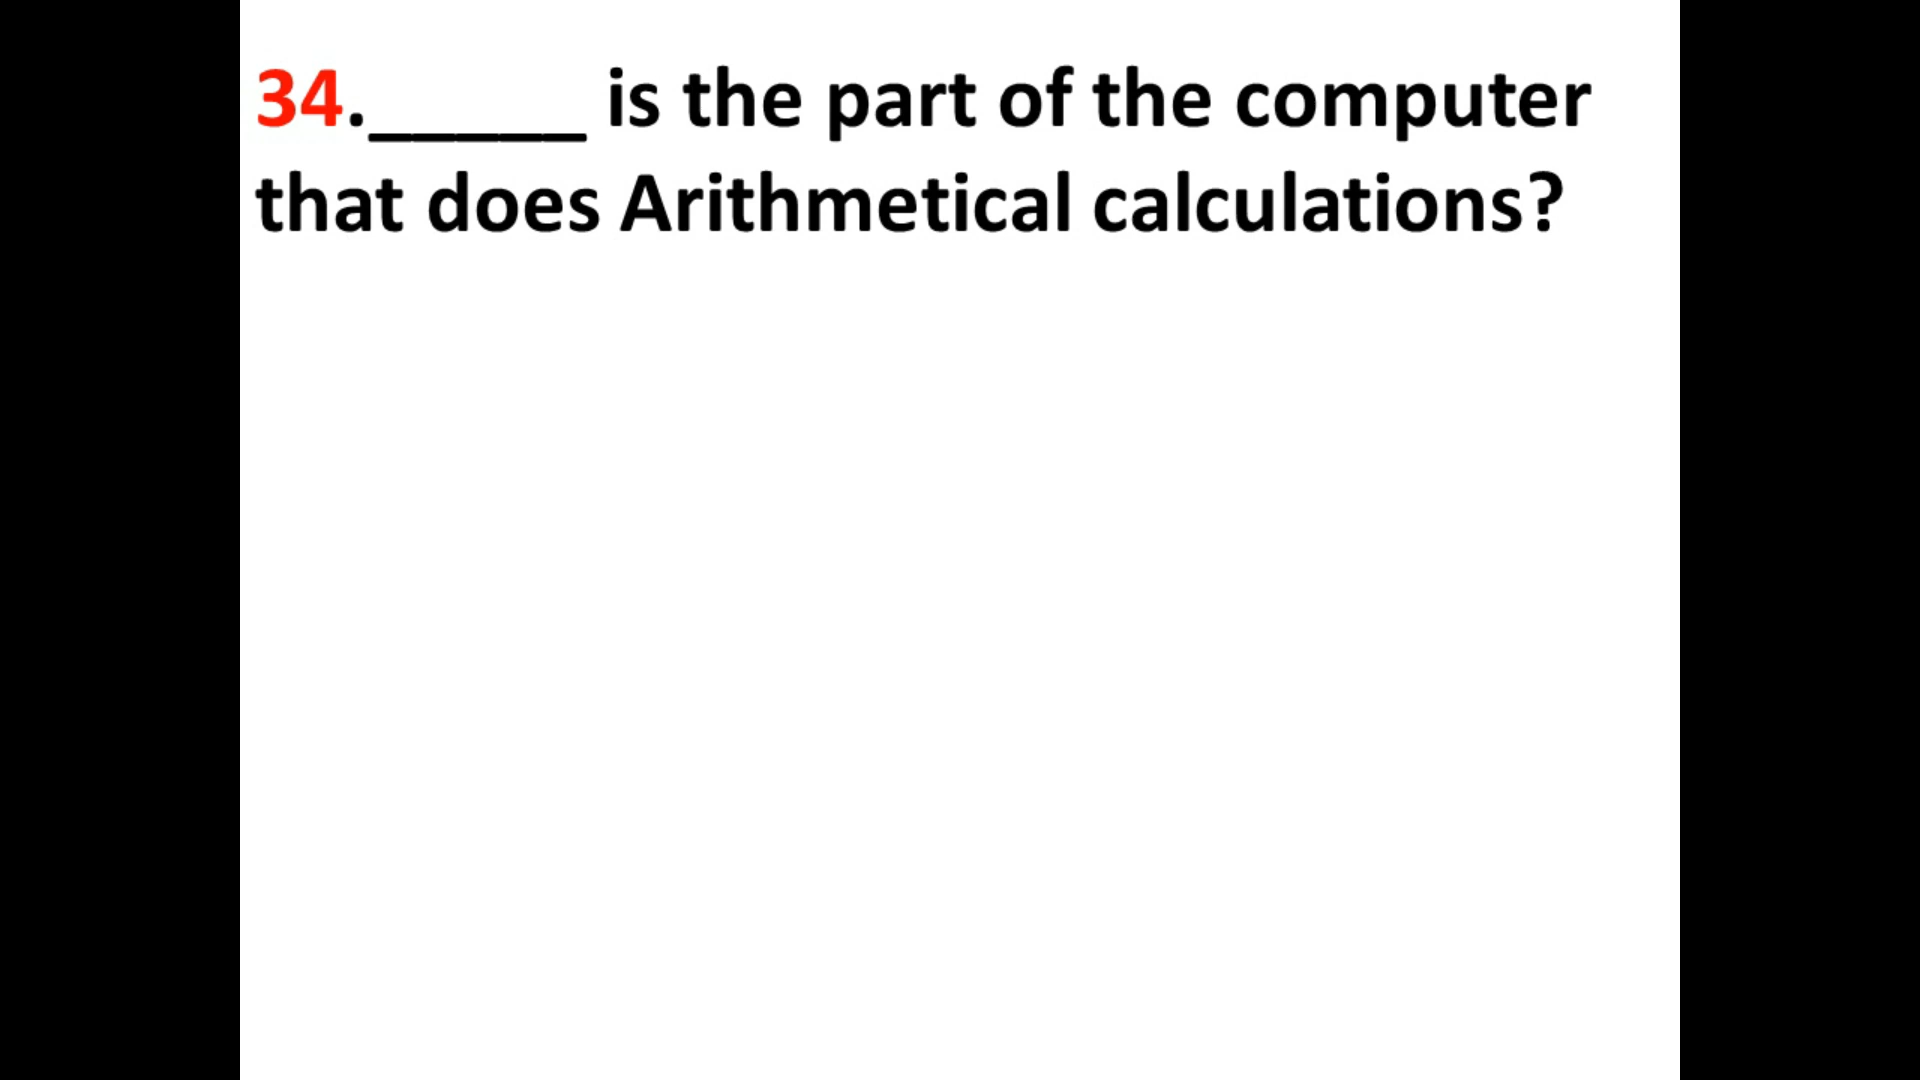 34._____ is the part of the computer
that does Arithmetical calculations?